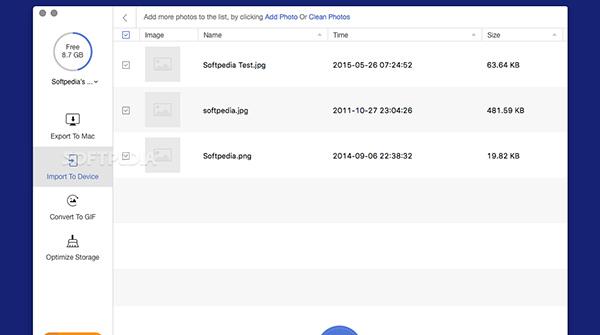 Add more photos to the list, by clicking Add Photo Or Clean Photos
Free
8.7 GB
Softpedia's ...
Image Name Time Size
Softpedia Test.jpg 2015-05-26 07:24:52 63.64 KB
softpedia.jpg 2011-10-27 23:04:26 481.59 KB
Softpedia.png 2014-09-06 22:38:32 19.82 KB
Export To Mac
SOFTPEDIA
Import To Device
Convert To GIF
Optimize Storage